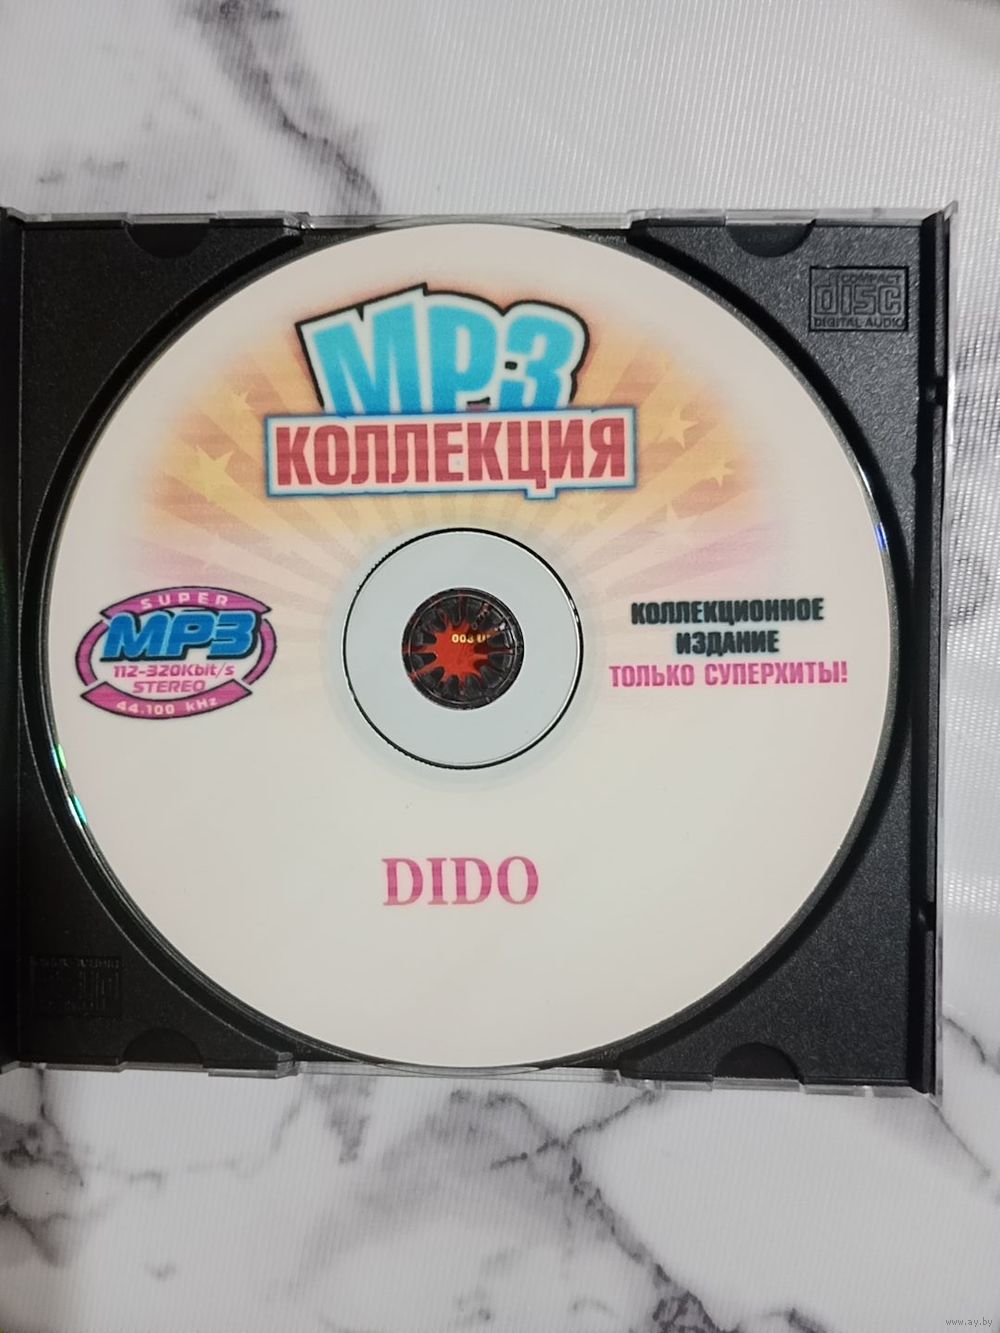 COMPACT
disc
DIGITAL AUDIO
MP3
КОЛЛЕКЦИЯ
SUPER
MP3
112-320Kbit/s
STEREO
44.100 kHz
КОЛЛЕКЦИОННОЕ
ИЗДАНИЕ
ТОЛЬКО СУПЕРХИТЫ!
DIDO
www.ay.by